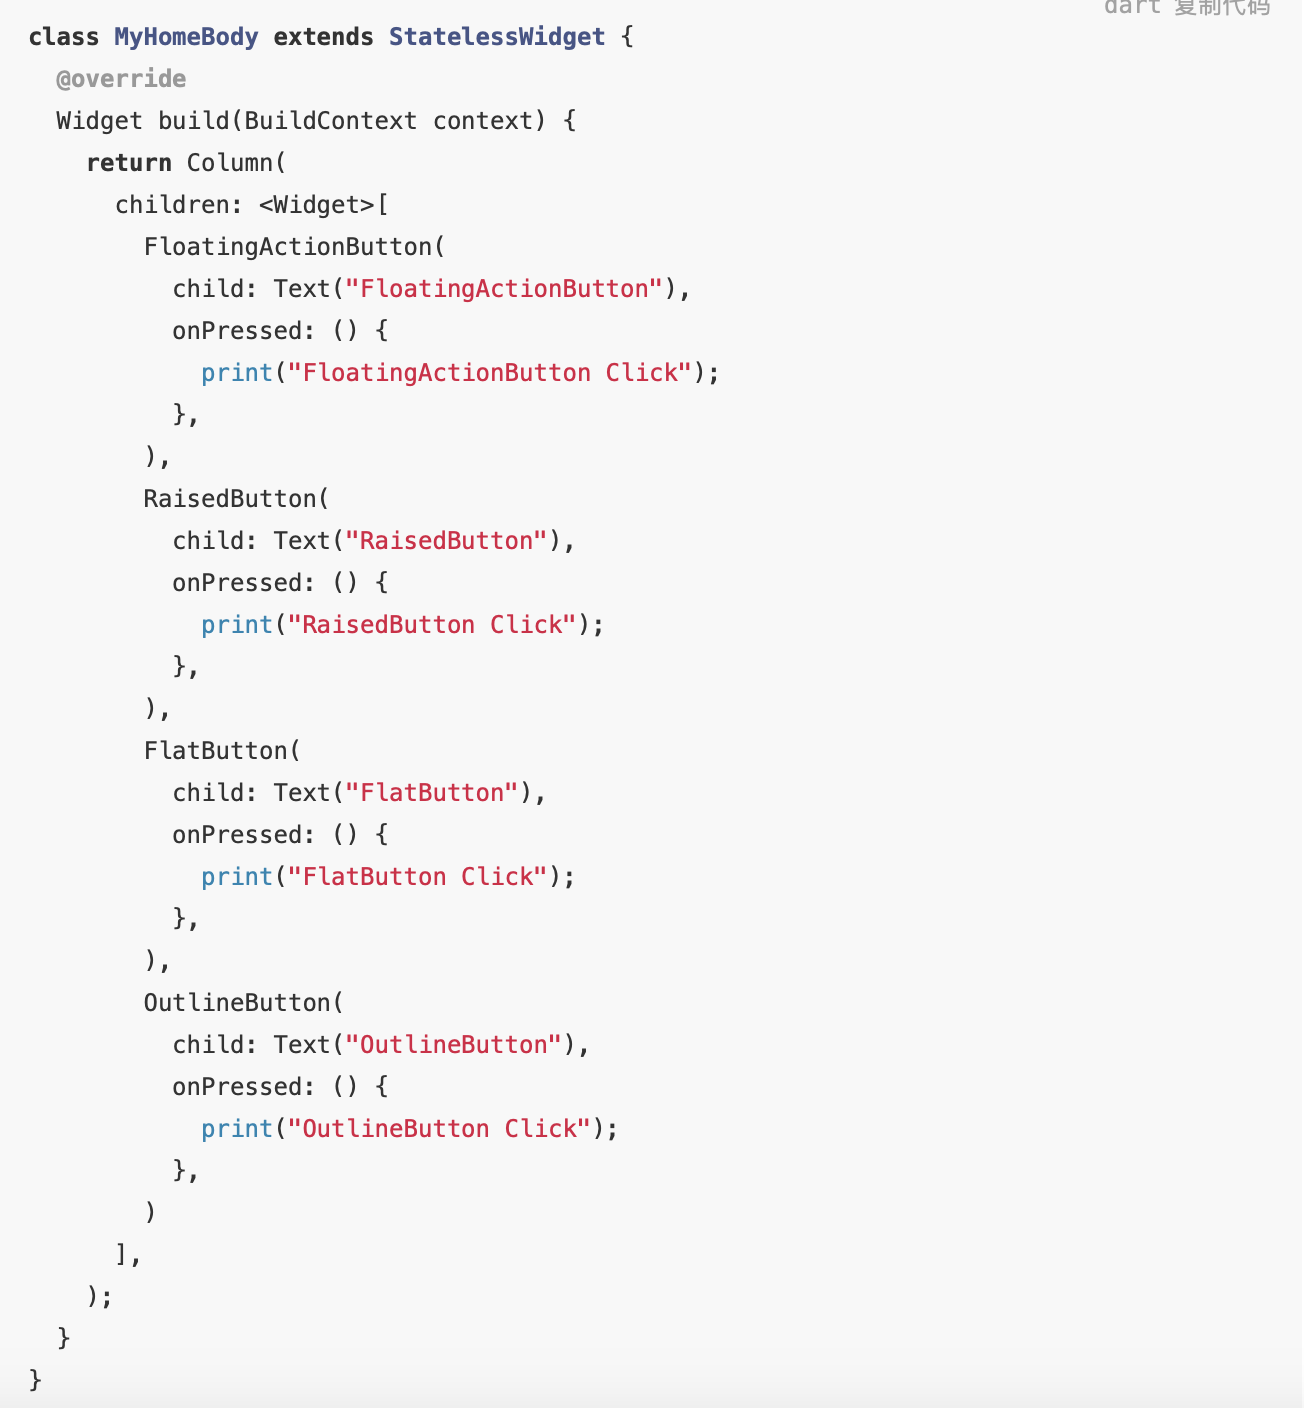 dart 复制代码
class MyHomeBody extends StatelessWidget {
  @override
  Widget build(BuildContext context) {
    return Column(
      children: <Widget>[
        FloatingActionButton(
          child: Text("FloatingActionButton"),
          onPressed: () {
            print("FloatingActionButton Click");
          },
        ),
        RaisedButton(
          child: Text("RaisedButton"),
          onPressed: () {
            print("RaisedButton Click");
          },
        ),
        FlatButton(
          child: Text("FlatButton"),
          onPressed: () {
            print("FlatButton Click");
          },
        ),
        OutlineButton(
          child: Text("OutlineButton"),
          onPressed: () {
            print("OutlineButton Click");
          },
        )
      ],
    );
  }
}